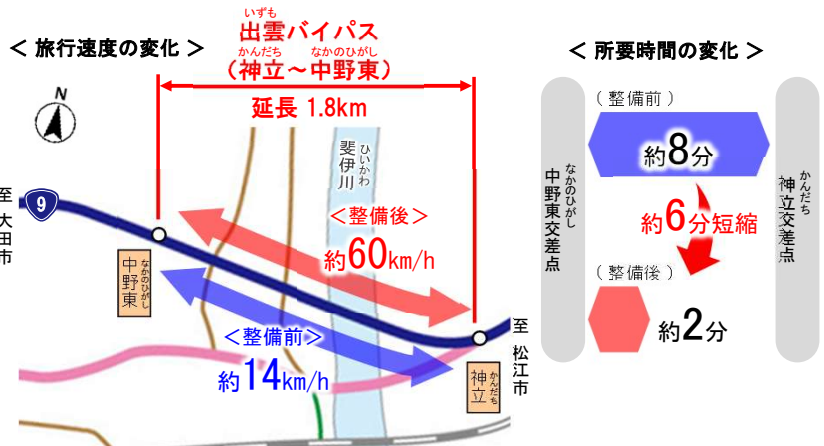 ＜ 旅行速度の変化 ＞
いずも
出雲バイパス
かんだち なかのひがし
（神立～中野東）
延長 1.8km
N
至 大田市
9
斐伊川
ひいかわ
＜整備後＞
約60km/h
中野東
なかのひがし
＜整備前＞
約14km/h
神立
かんだち
至 松江市
＜ 所要時間の変化 ＞
（整備前）
約8分
中野東交差点
なかのひがし
神立交差点
かんだち
約6分短縮
（整備後）
約2分